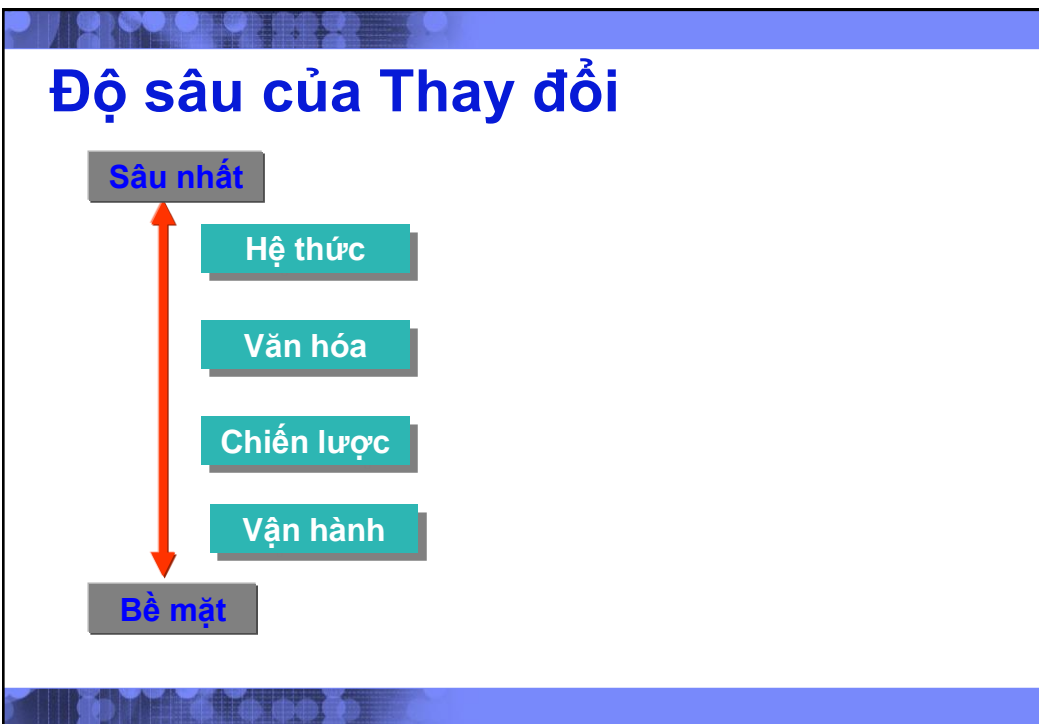 Độ sâu của Thay đổi
Sâu nhất
Hệ thức
Văn hóa
Chiến lược
Vận hành
Bề mặt